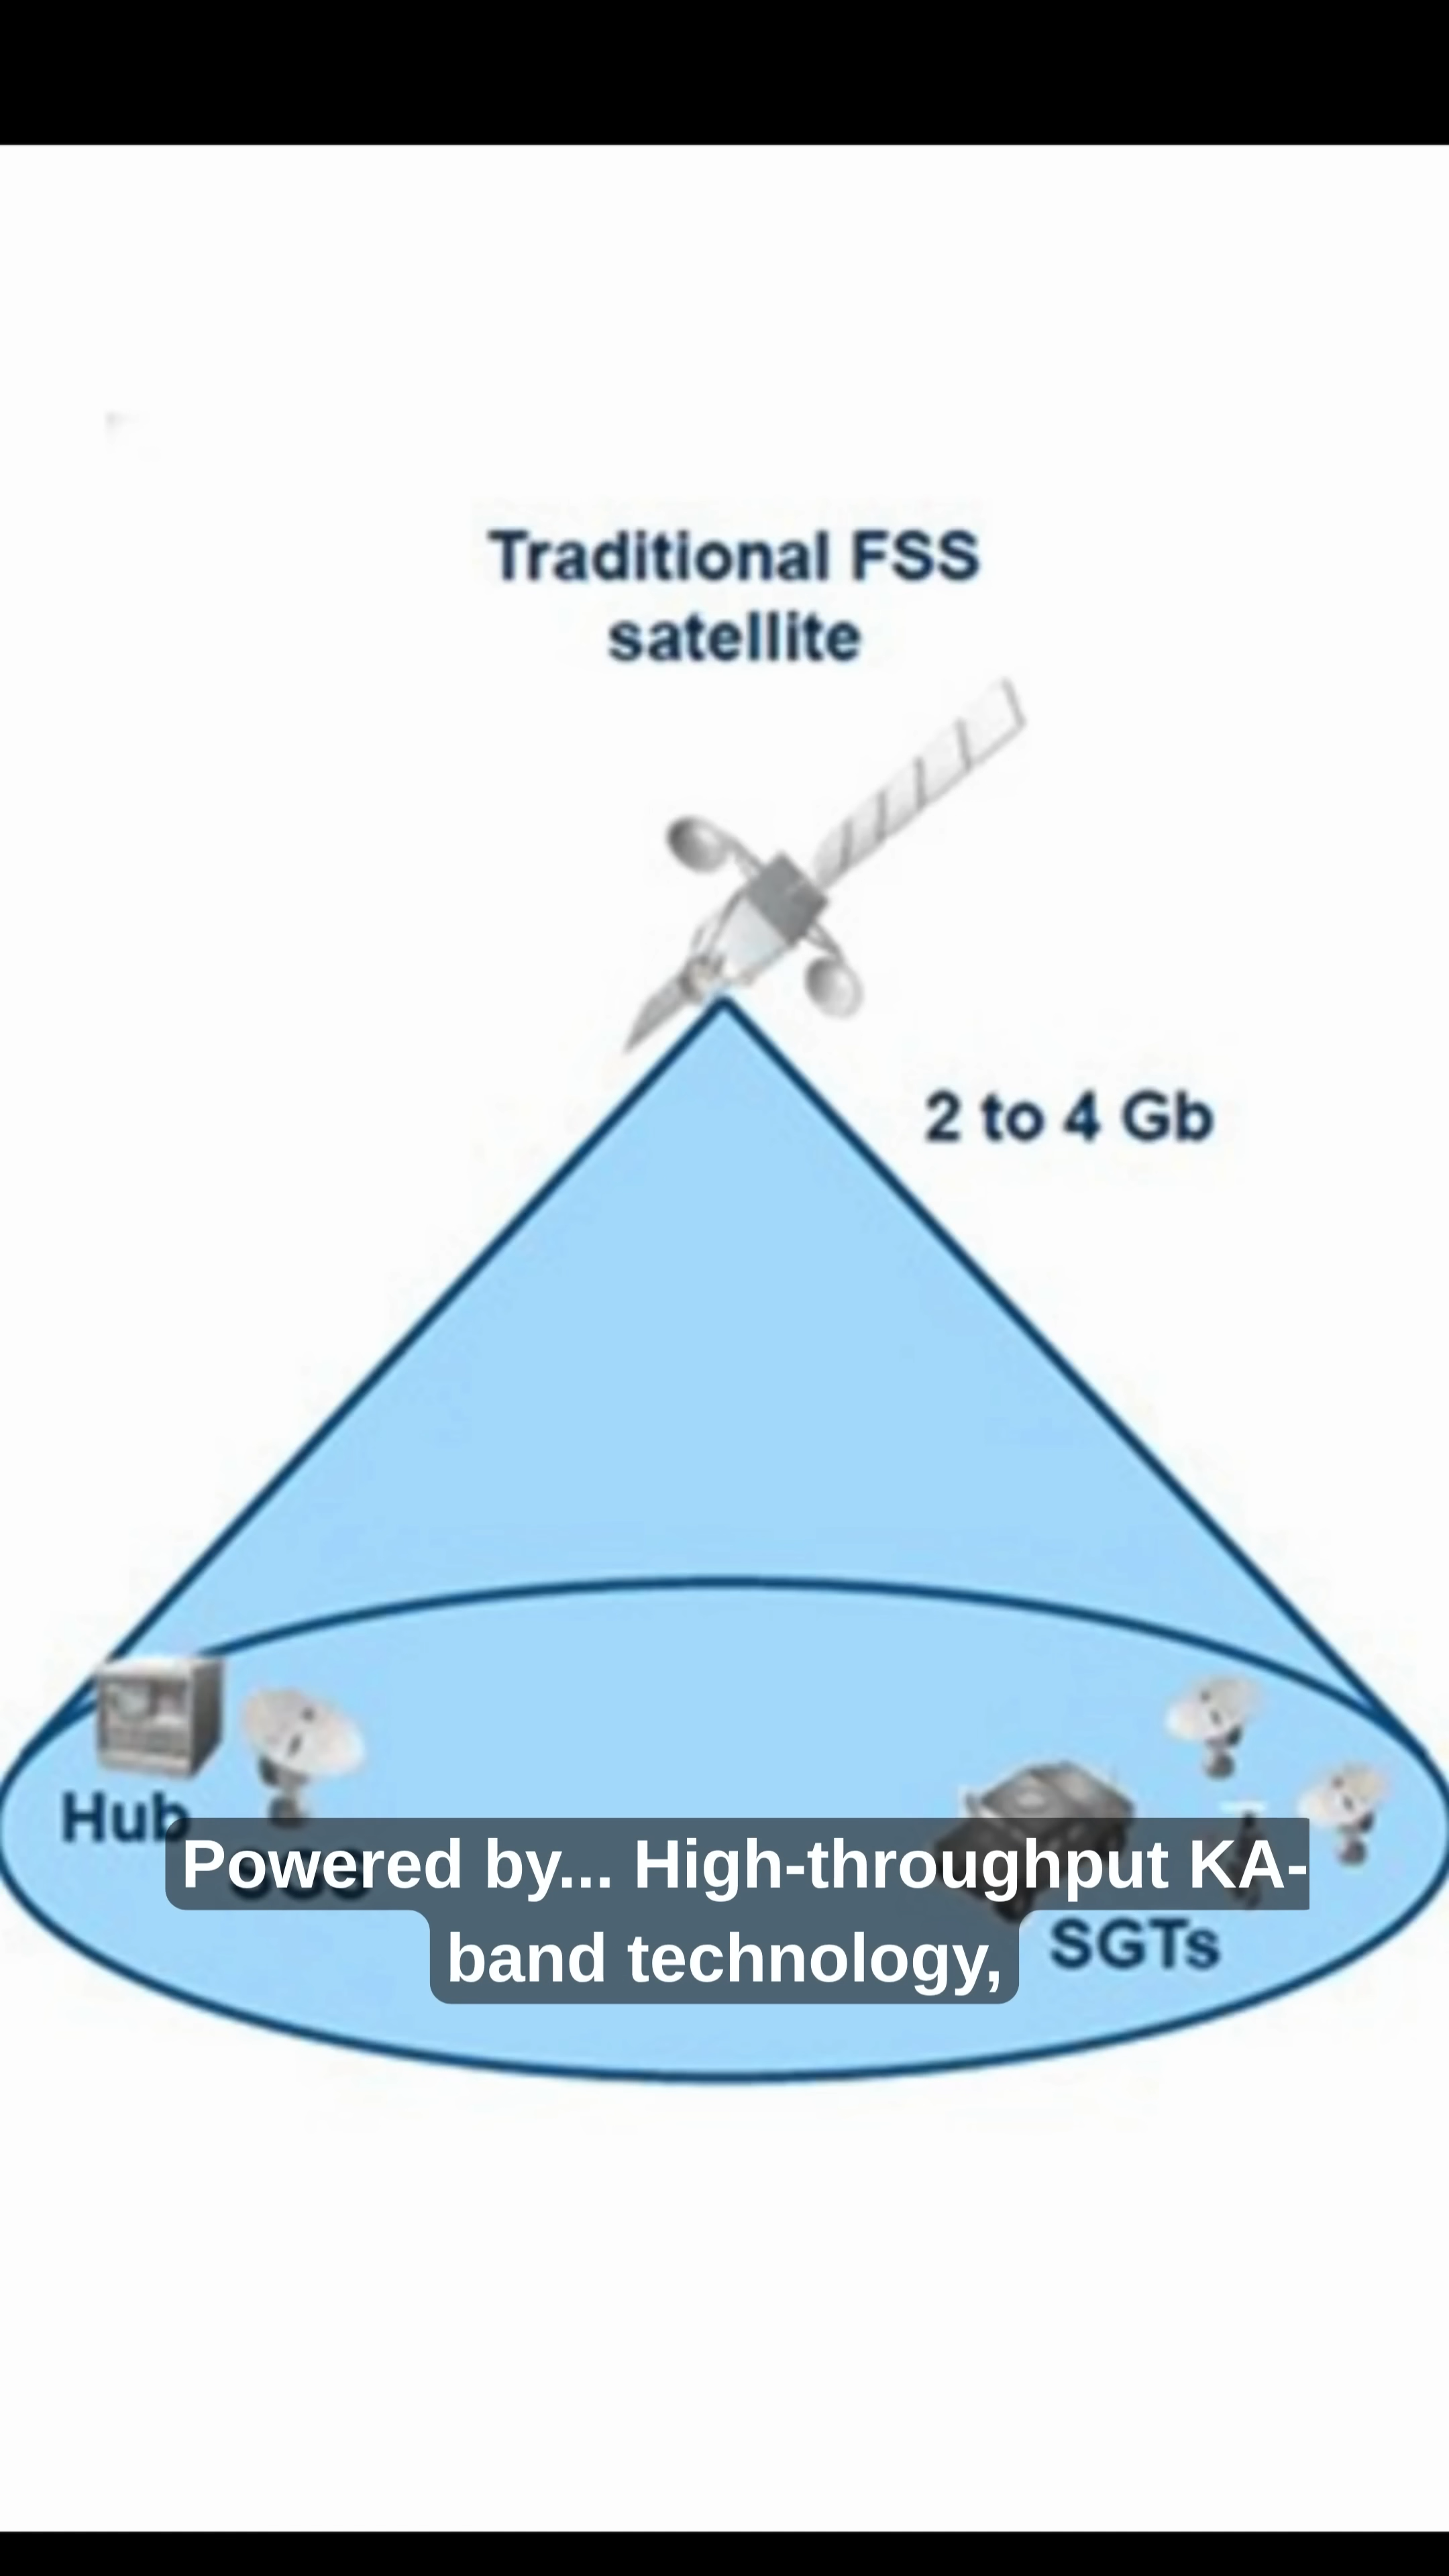 Traditional FSS
satellite
2 to 4 Gb
Hub
Powered by... High-throughput KA-
band technology,
SGTs